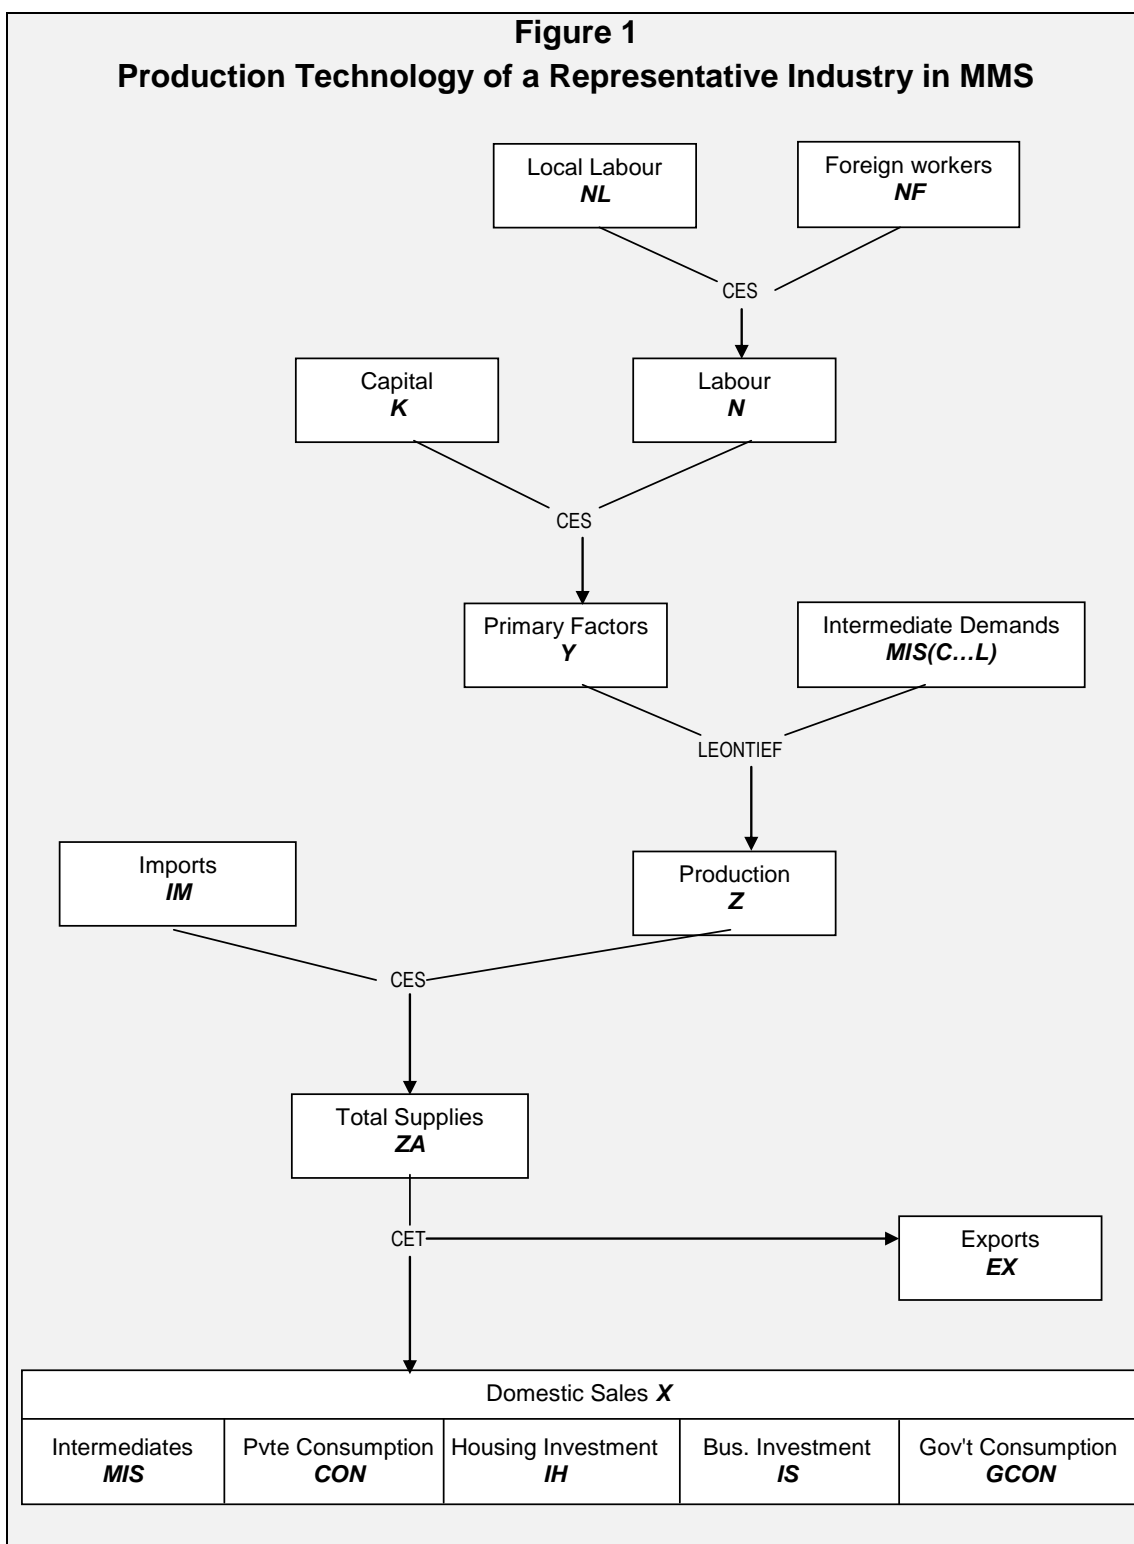 Figure 1
Production Technology of a Representative Industry in MMS
Local Labour
NL
Foreign workers
NF
CES
Capital
K
Labour
N
CES
Primary Factors
Y
Intermediate Demands
MIS(C…L)
LEONTIEF
Imports
IM
Production
Z
CES
Total Supplies
ZA
CET
Exports
EX
Domestic Sales X
Intermediates
MIS
Pvte Consumption
CON
Housing Investment
IH
Bus. Investment
IS
Gov't Consumption
GCON